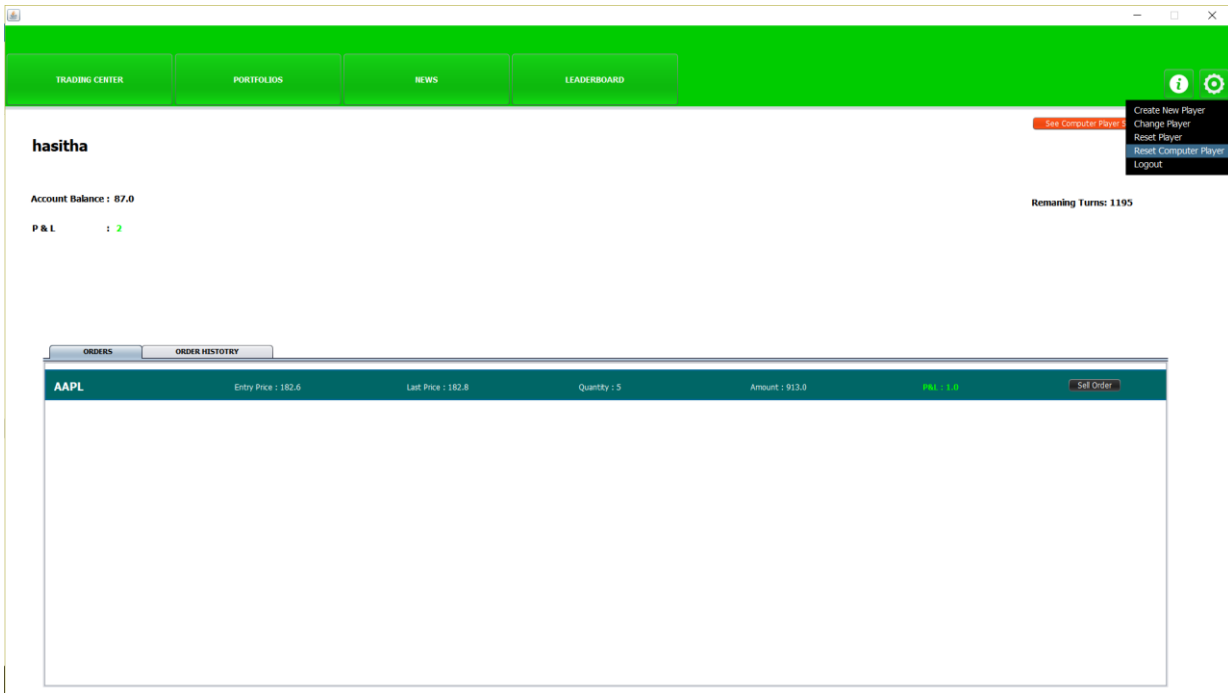 TRADING CENTER PORTFOLIOS NEWS LEADERBOARD
i
See Computer Player S
Create New Player
Change Player
Reset Player
Reset Computer Player
Logout
hasitha
Account Balance : 87.0
Remaning Turns: 1195
P & L : 2
ORDERS ORDER HISTOTRY
AAPL Entry Price : 182.6 Last Price : 182.8 Quantity : 5 Amount : 913.0 P&L : 1.0 Sell Order